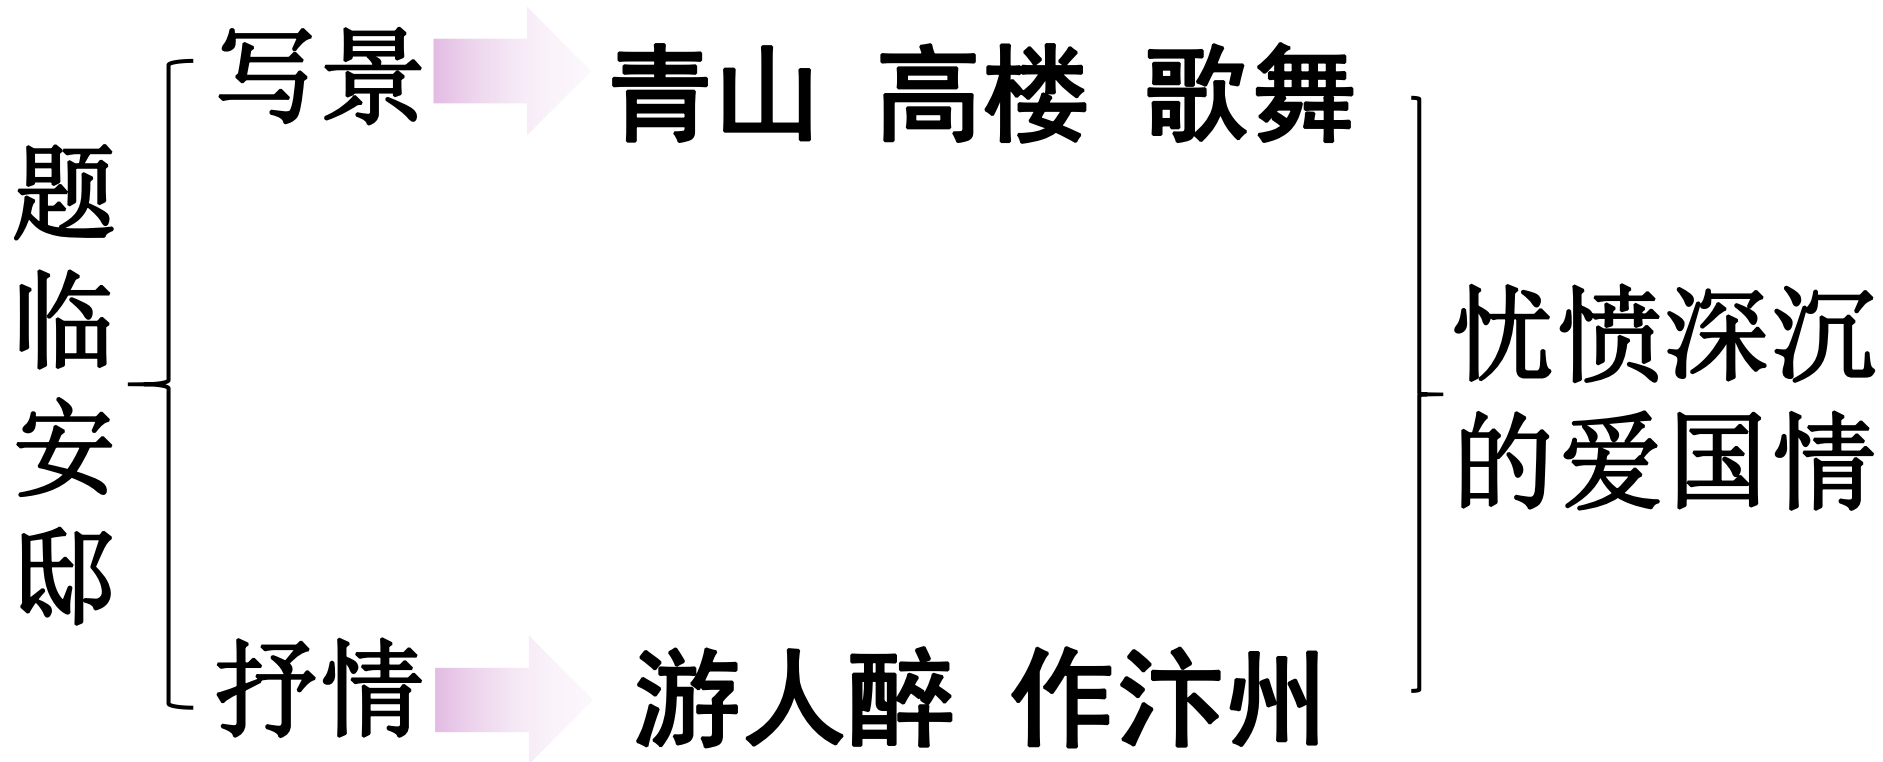 题临安邸
写景
青山 高楼 歌舞
抒情
游人醉 作汴州
忧愤深沉
的爱国情